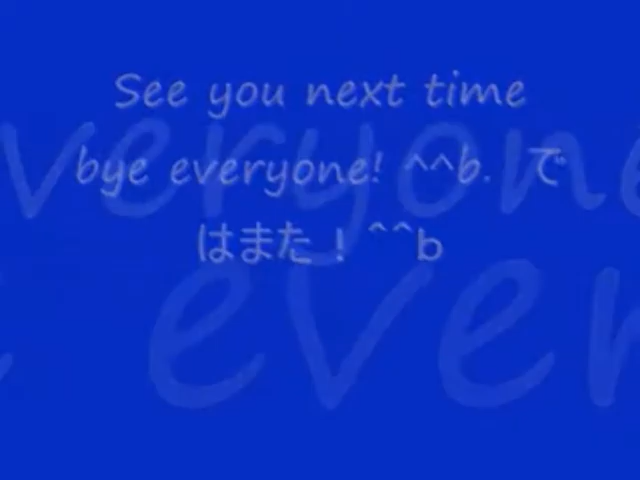 See you next time
bye everyone! ^^b. で
はまた！ ^^b